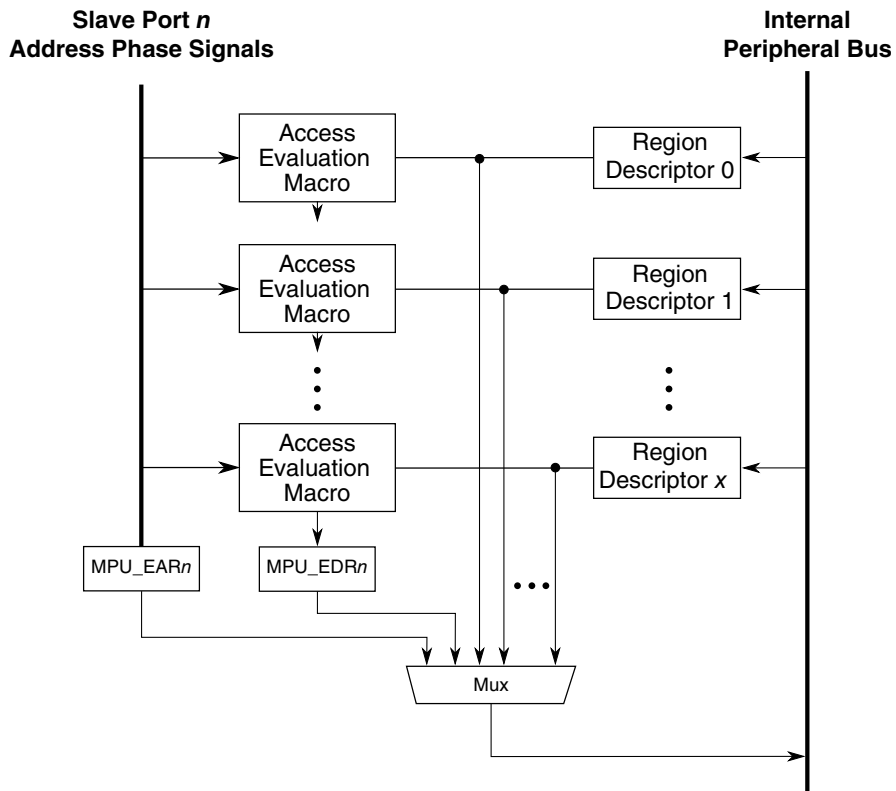 Slave Port n
Address Phase Signals
Internal
Peripheral Bus
Access
Evaluation
Macro
Region
Descriptor 0
Access
Evaluation
Macro
Region
Descriptor 1
Access
Evaluation
Macro
Region
Descriptor x
MPU_EARn
MPU_EDRn
Mux